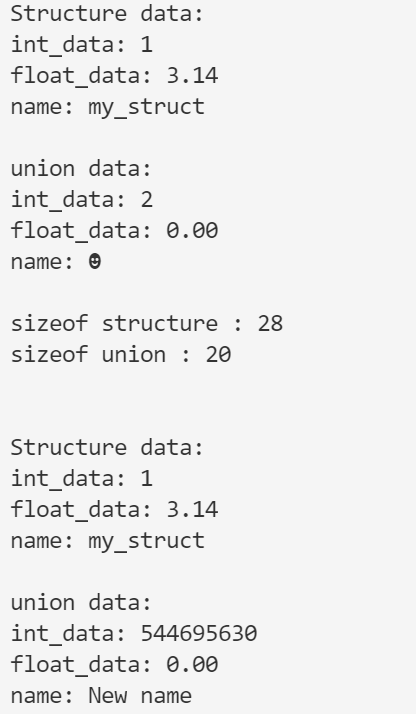 Structure data:
int_data: 1
float_data: 3.14
name: my_struct
union data:
int_data: 2
float_data: 0.00
name: ☻
sizeof structure : 28
sizeof union : 20
Structure data:
int_data: 1
float_data: 3.14
name: my_struct
union data:
int_data: 544695630
float_data: 0.00
name: New name